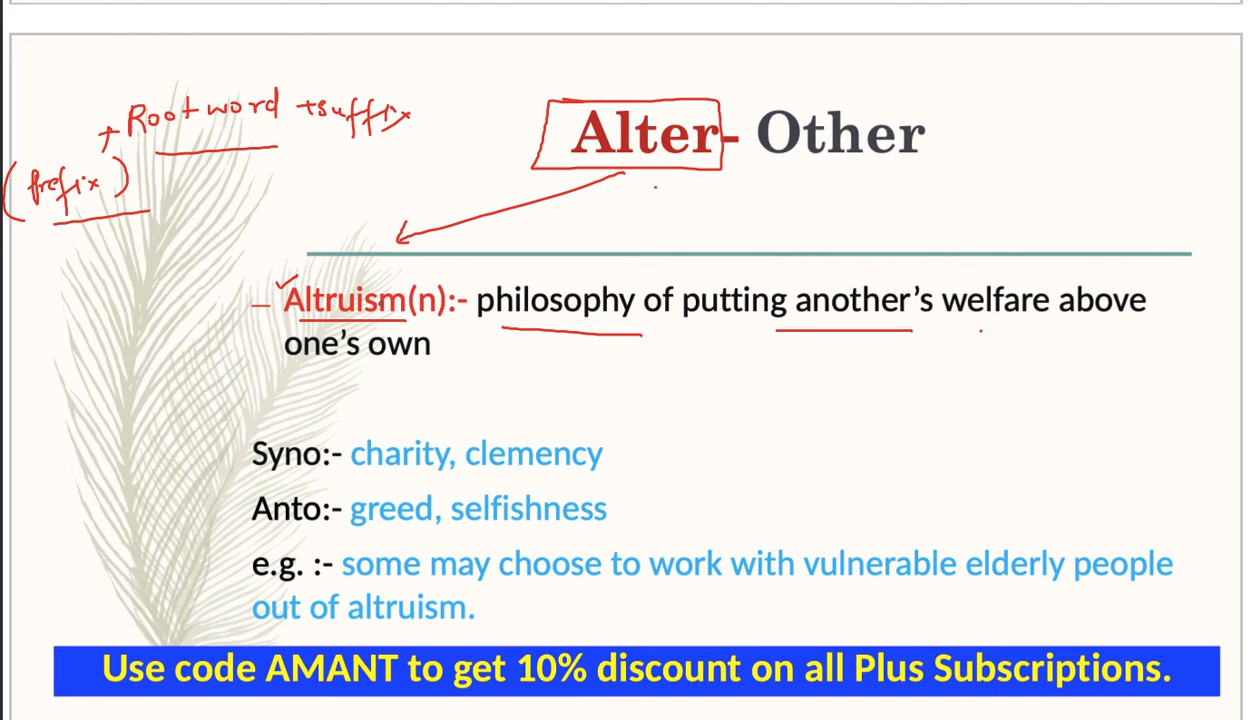 + Root word + suffix
(prefix)
Alter- Other
– Altruism(n):- philosophy of putting another’s welfare above
one’s own
Syno:- charity, clemency
Anto:- greed, selfishness
e.g. :- some may choose to work with vulnerable elderly people
out of altruism.
Use code AMANT to get 10% discount on all Plus Subscriptions.